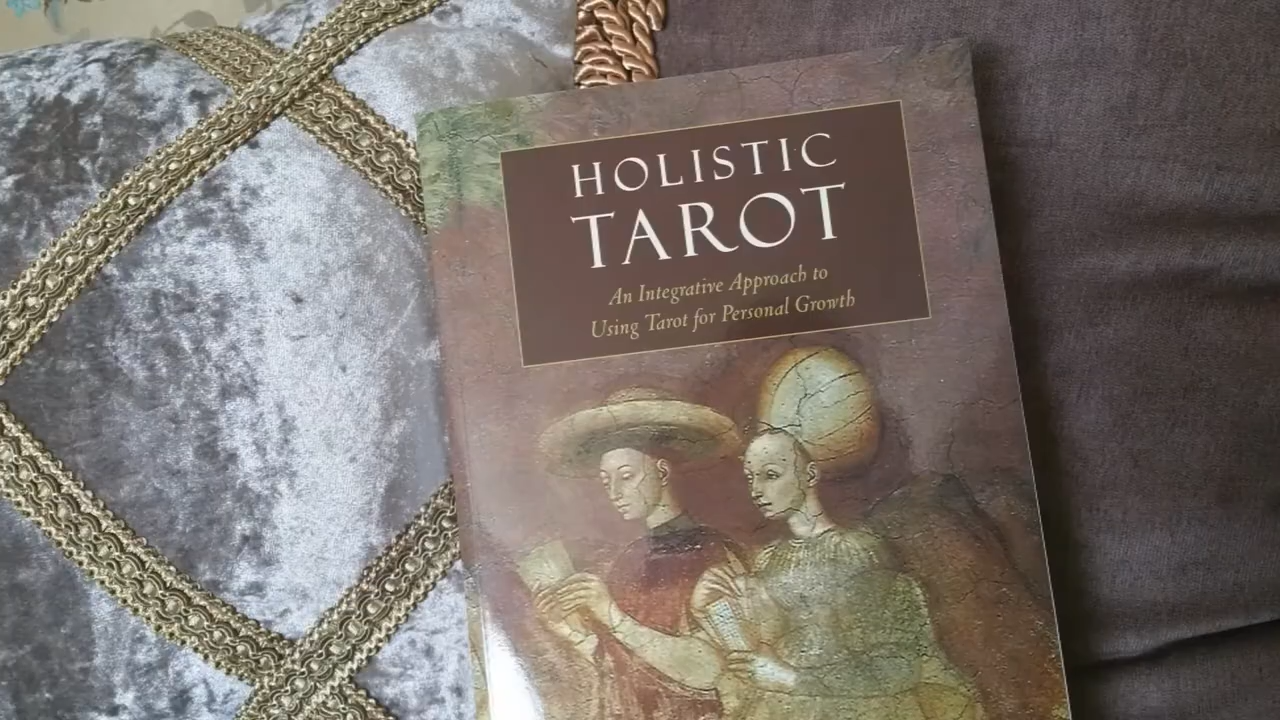 HOLISTIC
TAROT
An Integrative Approach to
Using Tarot for Personal Growth